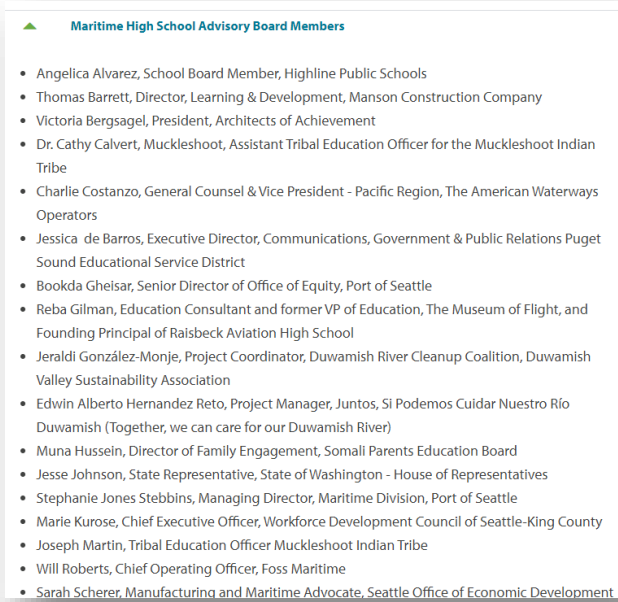 Maritime High School Advisory Board Members
• Angelica Alvarez, School Board Member, Highline Public Schools
• Thomas Barrett, Director, Learning & Development, Manson Construction Company
• Victoria Bergsagel, President, Architects of Achievement
• Dr. Cathy Calvert, Muckleshoot, Assistant Tribal Education Officer for the Muckleshoot Indian
Tribe
• Charlie Costanzo, General Counsel & Vice President - Pacific Region, The American Waterways
Operators
• Jessica de Barros, Executive Director, Communications, Government & Public Relations Puget
Sound Educational Service District
• Bookda Gheisar, Senior Director of Office of Equity, Port of Seattle
• Reba Gilman, Education Consultant and former VP of Education, The Museum of Flight, and
Founding Principal of Raisbeck Aviation High School
• Jeraldi González-Monje, Project Coordinator, Duwamish River Cleanup Coalition, Duwamish
Valley Sustainability Association
• Edwin Alberto Hernandez Reto, Project Manager, Juntos, Si Podemos Cuidar Nuestro Río
Duwamish (Together, we can care for our Duwamish River)
• Muna Hussein, Director of Family Engagement, Somali Parents Education Board
• Jesse Johnson, State Representative, State of Washington - House of Representatives
• Stephanie Jones Stebbins, Managing Director, Maritime Division, Port of Seattle
• Marie Kurose, Chief Executive Officer, Workforce Development Council of Seattle-King County
• Joseph Martin, Tribal Education Officer Muckleshoot Indian Tribe
• Will Roberts, Chief Operating Officer, Foss Maritime
• Sarah Scherer, Manufacturing and Maritime Advocate, Seattle Office of Economic Development